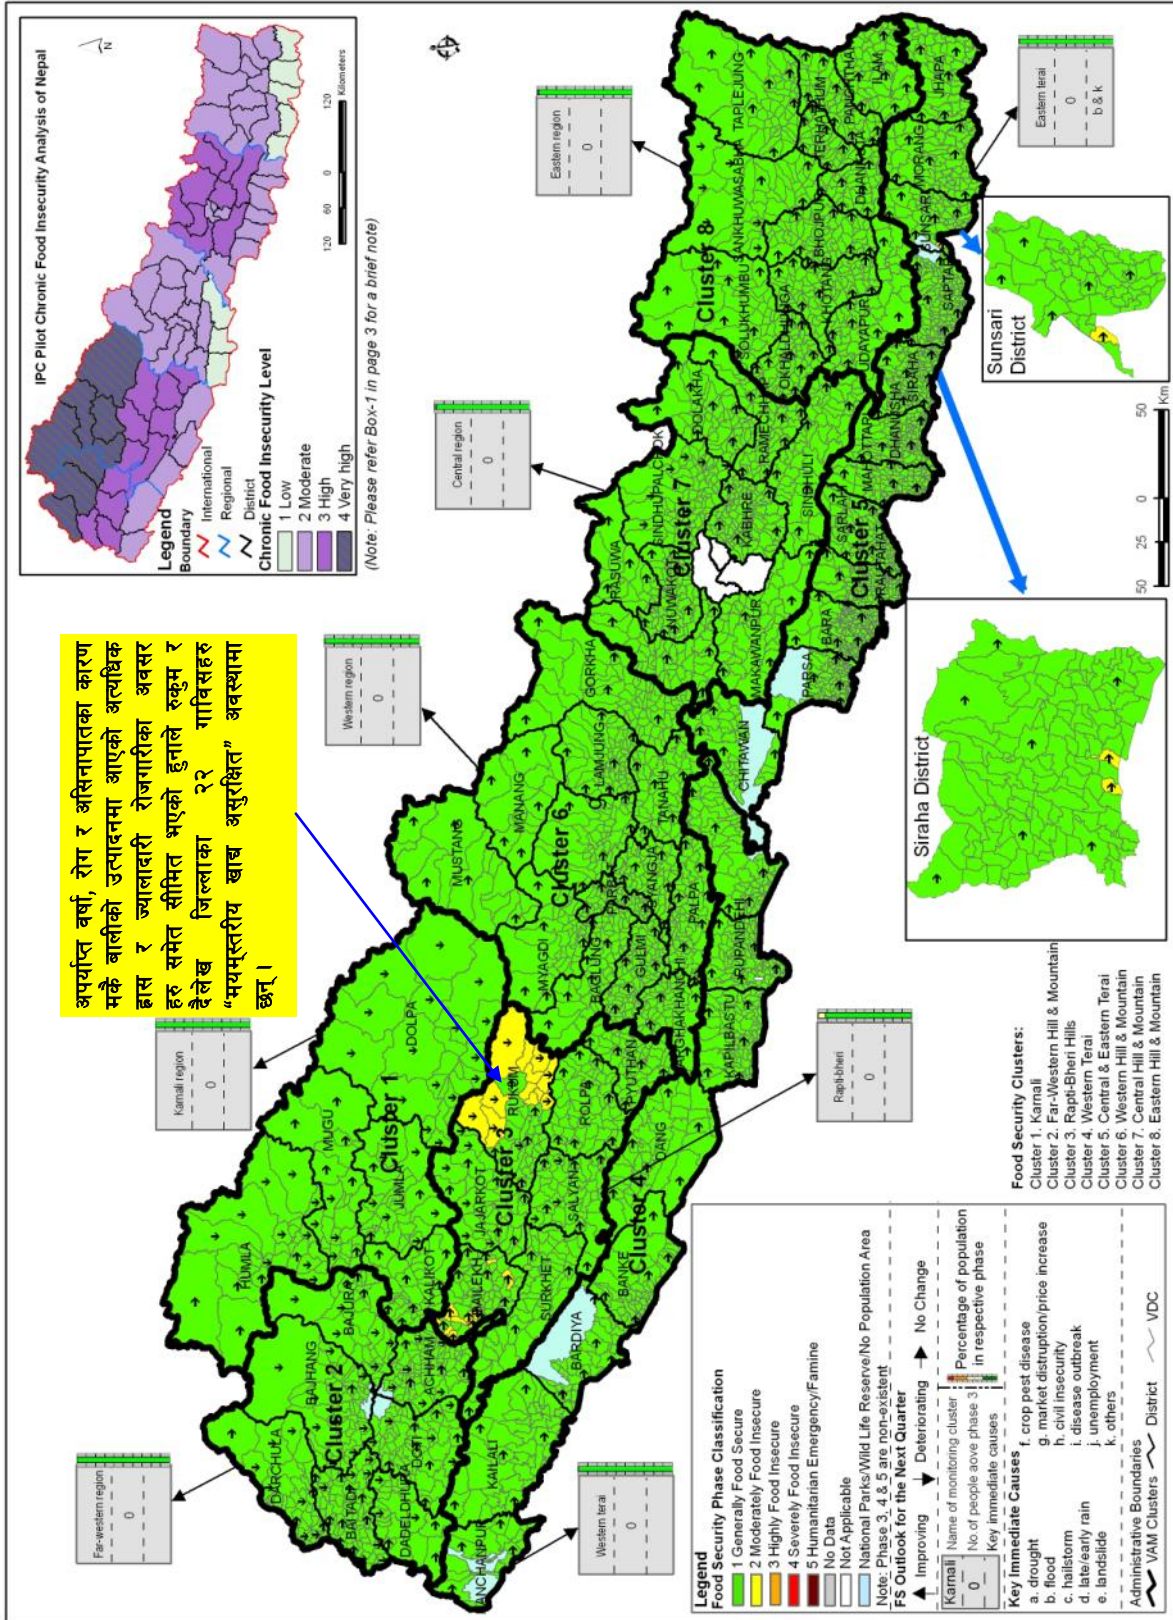 IPC Pilot Chronic Food Insecurity Analysis of Nepal
N
Legend
Boundary
International
Regional
District
Chronic Food Insecurity Level
1 Low
2 Moderate
3 High
4 Very high
120 60 0 120
Kilometers
(Note: Please refer Box-1 in page 3 for a brief note)
अपर्याप्त वर्षा, रोग र असिनापातका कारण
मकै बालीको उत्पादनमा आएको अत्यधिक
ह्रास र ज्यालादारी रोजगारीका अवसर
हरु समेत सीमित भएको हुनाले रुकुम र
दैलेख जिल्लाका २२ गाविसहरु
“मयम्स्तरीय खाद्य असुरक्षित” अवस्थामा
छन् ।
Far-western region
0
Karnali region
0
Western region
0
Central region
0
Eastern region
0
Eastern terai
0
b & k
Rapti-bheri
0
Western terai
0
DARCHULA
BAJHANG
BAJURA
BAITADI
DADELDHURA
DOTI
ACHHAM
Cluster 2
KANCHANPUR
KAILALI
BARDIYA
BANKE
DANG
Cluster 4
HUMLA
MUGU
JUMLA
KALIKOT
DOLPA
Cluster 1
DAILEKH
JAJARKOT
SURKHET
SALYAN
RUKUM
ROLPA
PYUTHAN
Cluster 3
MUSTANG
MANANG
MYAGDI
BAGLUNG
PARBAT
GULMI
ARGHAKHANCHI
SYANGJA
PALPA
TANAHU
LAMJUNG
GORKHA
Cluster 6
KAPILBASTU
RUPANDEHI
CHITAWAN
RASUWA
NUWAKOT
SINDHUPALCHOK
DOLAKHA
KABHRE
RAMECHHAP
SINDHULI
MAKAWANPUR
Cluster 7
PARSA
BARA
RAUTAHAT
SARLAHI
MAHOTTARI
DHANUSHA
SIRAHA
SAPTARI
Cluster 5
SUNSARI
MORANG
JHAPA
SOLUKHUMBU
SANKHUWASABHA
TAPLEJUNG
OKHALDHUNGA
KHOTANG
BHOJPUR
UDAYAPUR
DHANKUTA
TERHATHUM
PANCHTHAR
ILAM
Cluster 8
Siraha District
Sunsari
District
50 25 0 50
Km
Legend
Food Security Phase Classification
1 Generally Food Secure
2 Moderately Food Insecure
3 Highly Food Insecure
4 Severely Food Insecure
5 Humanitarian Emergency/Famine
No Data
Not Applicable
National Parks/Wild Life Reserve/No Population Area
Note: Phase 3, 4 & 5 are non-existent
FS Outlook for the Next Quarter
Improving
Deteriorating
No Change
Karnali
0
Name of monitoring cluster
No.of people aove phase 3
Key immediate causes
Percentage of population
in respective phase
Key Immediate Causes
a. drought
b. flood
c. hailstorm
d. late/early rain
e. landslide
f. crop pest disease
g. market distruption/price increase
h. civil insecurity
i. disease outbreak
j. unemployment
k. others
Administrative Boundaries
VAM Clusters
District
VDC
Food Security Clusters:
Cluster 1. Karnali
Cluster 2. Far-Western Hill & Mountain
Cluster 3. Rapti-Bheri Hills
Cluster 4. Western Terai
Cluster 5. Central & Eastern Terai
Cluster 6. Western Hill & Mountain
Cluster 7. Central Hill & Mountain
Cluster 8. Eastern Hill & Mountain